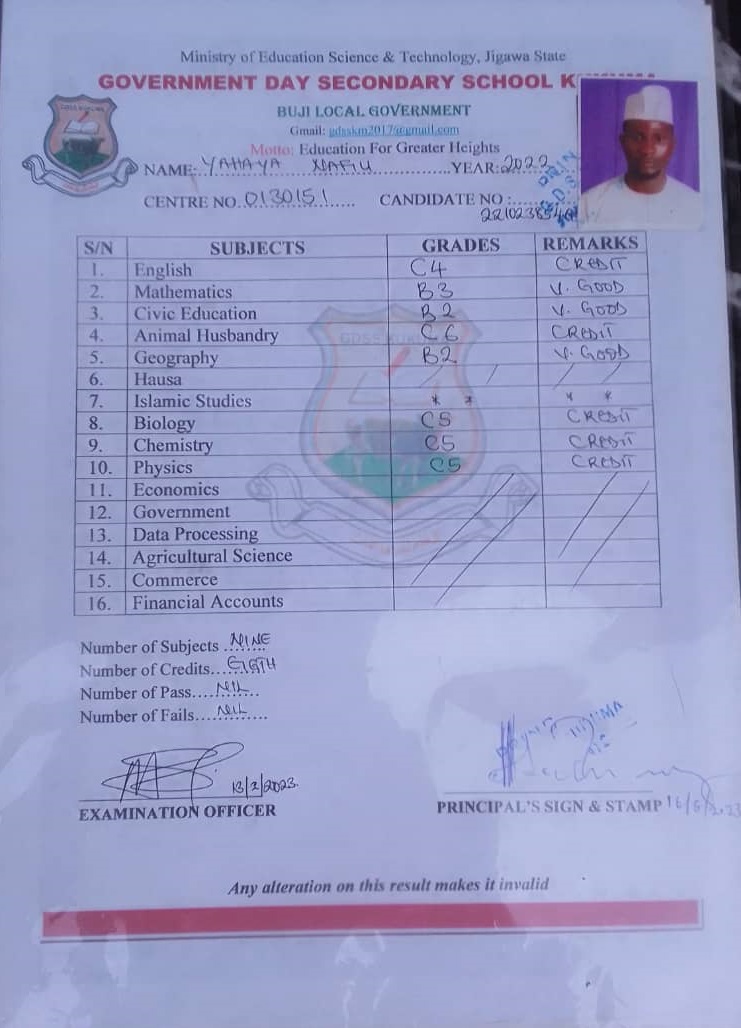 Ministry of Education Science & Technology, Jigawa State
GOVERNMENT DAY SECONDARY SCHOOL
BUJI LOCAL GOVERNMENT
Gmail: gdsskm2017@gmail.com
Motto: Education For Greater Heights
NAME: YAHAYA NAFIU YEAR: 2022
CENTRE NO. 0130151 CANDIDATE NO:
S/N SUBJECTS GRADES REMARKS
1. English C4 CREDIT
2. Mathematics B3 V. GOOD
3. Civic Education B2 V. GOOD
4. Animal Husbandry C6 CREDIT
5. Geography B2 V. GOOD
6. Hausa
7. Islamic Studies * * * *
8. Biology C5 CREDIT
9. Chemistry C5 CREDIT
10. Physics C5 CREDIT
11. Economics
12. Government
13. Data Processing
14. Agricultural Science
15. Commerce
16. Financial Accounts
Number of Subjects NINE
Number of Credits EIGTH
Number of Pass NIL
Number of Fails NIL
13/2/2023
EXAMINATION OFFICER
PRINCIPAL'S SIGN & STAMP
Any alteration on this result makes it invalid